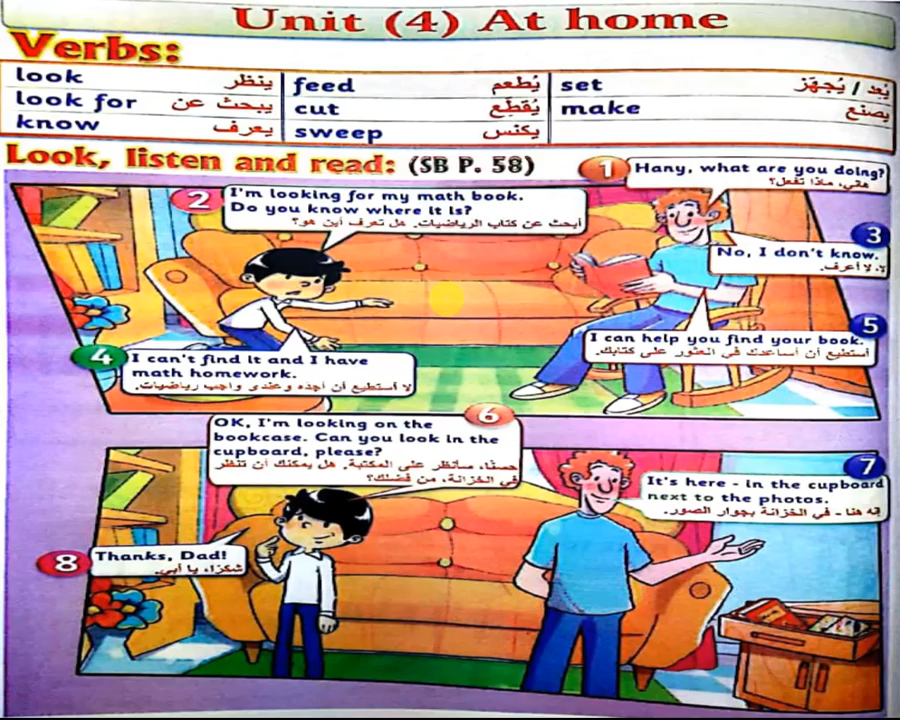 Unit (4) At home
Verbs:
look ينظر
look for يبحث عن
know يعرف
feed يُطعم
cut يُقطّع
sweep يكنس
set يُعِد / يُجهّز
make يصنع
Look, listen and read: (SB P. 58)
1 Hany, what are you doing?
هاني، ماذا تفعل؟
2 I'm looking for my math book.
Do you know where it is?
أبحث عن كتاب الرياضيات. هل تعرف أين هو؟
3 No, I don't know.
لا، لا أعرف.
4 I can't find it and I have
math homework.
لا أستطيع أن أجده وعندى واجب رياضيات.
5 I can help you find your book.
أستطيع أن أساعدك في العثور على كتابك.
6 OK, I'm looking on the
bookcase. Can you look in the
cupboard, please?
حسنًا، سأنظر على المكتبة. هل يمكنك أن تنظر
في الخزانة، من فضلك؟
7 It's here - in the cupboard
next to the photos.
إنه هنا - في الخزانة بجوار الصور.
8 Thanks, Dad!
شكرًا، يا أبي.